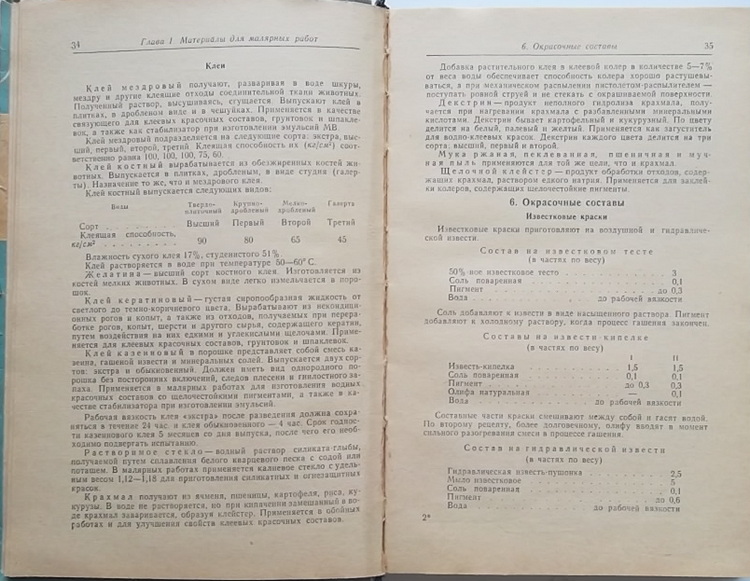 34 Глава I Материалы для малярных работ
Клеи
Клей мездровый получают, разваривая в воде шкуры,
мездру и другие клеящие отходы соединительной ткани животных.
Полученный раствор, высушиваясь, сгущается. Выпускают клей в
плитках, в дробленом виде и в чешуйках. Применяется в качестве
связующего для клеевых красочных составов, грунтовок и шпаклев-
ок, а также как стабилизатор при изготовлении эмульсий МВ.
Клей мездровый подразделяется на следующие сорта: экстра, выс-
ший, первый, второй, третий Клеящая способность их (кг/см²) соот-
ветственно равна 100, 100, 100, 75, 60.
Клей костный вырабатывается из обезжиренных костей жи-
вотных. Выпускается в плитках, дробленым, в виде студня (галер-
ты). Назначение то же, что и мездрового клея.
Клей костный выпускается следующих видов:
Виды Твердо-плиточный Крупно-дробленый Мелко-дробленый Галерта
Сорт Высший Первый Второй Третий
Клеящая способность,
кг/см² 90 80 65 45
Влажность сухого клея 17%, студенистого 51%
Клей растворяется в воде при температуре 50—60° С.
Желатина — высший сорт костного клея. Изготовляется из
костей мелких животных. В сухом виде легко измельчается в поро-
шок.
Клей кератиновый — густая сиропообразная жидкость от
светлого до темно-коричневого цвета. Вырабатывают из некондици-
онных рогов и копыт, а также из отходов, получаемых при перера-
ботке рогов, копыт, шерсти и другого сырья, содержащего кератин,
путем воздействия на них едкими и углекислыми щелочами. Приме-
няется для клеевых красочных составов, грунтовок и шпаклевок.
Клей казеиновый в порошке представляет собой смесь ка-
зеина, гашеной извести и минеральных солей. Выпускается двух сор-
тов: экстра и обыкновенный. Должен иметь вид однородного по-
рошка без посторонних включений, следов плесени и гнилостного за-
паха. Применяется в малярных работах для изготовления водных
красочных составов со щелочестойкими пигментами, а также в ка-
честве стабилизатора при изготовлении эмульсий.
Рабочая вязкость клея «экстра» после разведения должна сохра-
няться в течение 24 час. и клея обыкновенного — 4 час. Срок годнос-
ти казеинового клея 5 месяцев со дня выпуска, после чего его необ-
ходимо подвергать испытанию.
Растворимое стекло — водный раствор силиката-глыбы,
получаемой путем сплавления белого кварцевого песка с содой или
поташем. В малярных работах применяется калиевое стекло с удель-
ным весом 1,12—1,18 для приготовления силикатных и огнезащитных
красок.
Крахмал получают из ячменя, пшеницы, картофеля, риса, ку-
курузы. В воде не растворяется, но при кипячении замешанный в во-
де крахмал заваривается, образуя клейстер. Применяется в обойных
работах и для улучшения свойств клеевых красочных составов.
6. Окрасочные составы 35
Добавка растительного клея в клеевой колер в количестве 5—7%
от веса воды обеспечивает способность колера хорошо растушевы-
ваться, а при механическом распылении пистолетом-распылителем —
поступать ровной струей и не стекать с окрашиваемой поверхности.
Декстрин — продукт неполного гидролиза крахмала, полу-
чается при нагревании крахмала с разбавленными минеральными
кислотами. Декстрин бывает картофельный и кукурузный. По цвету
делится на белый, палевый и желтый. Применяется как загуститель
для водно-клеевых красок. Декстрин каждого цвета делится на три
сорта: высший, первый и второй.
Мука ржаная, пеклеванная, пшеничная и муч-
ная пыль применяются для той же цели, что и крахмал.
Щелочной клейстер — продукт обработки отходов, содер-
жащих крахмал, раствором едкого натрия. Применяется для заклей-
ки колеров, содержащих щелочестойкие пигменты.
6. Окрасочные составы
Известковые краски
Известковые краски приготовляют на воздушной и гидравличе-
ской извести.
Состав на известковом тесте
(в частях по весу)
50%-ное известковое тесто 3
Соль поваренная 0,1
Пигмент до 0,3
Вода до рабочей вязкости
Соль добавляют к извести в виде насыщенного раствора. Пигмент
добавляют к холодному раствору, когда процесс гашения закончен.
Составы на извести-кипелке
(в частях по весу)
I II
Известь-кипелка 1,5 1,5
Соль поваренная 0,1 0,1
Пигмент до 0,3 0,3
Олифа натуральная — 0,1
Вода до рабочей вязкости
Составные части краски смешивают между собой и гасят водой.
По второму рецепту, более долговечному, олифу вводят в момент
сильного разогревания смеси в процессе гашения.
Состав на гидравлической извести
(в частях по весу)
Гидравлическая известь-пушонка 2,5
Мыло известковое 5
Соль поваренная 0,1
Пигмент до 0,6
Вода до рабочей вязкости
2*